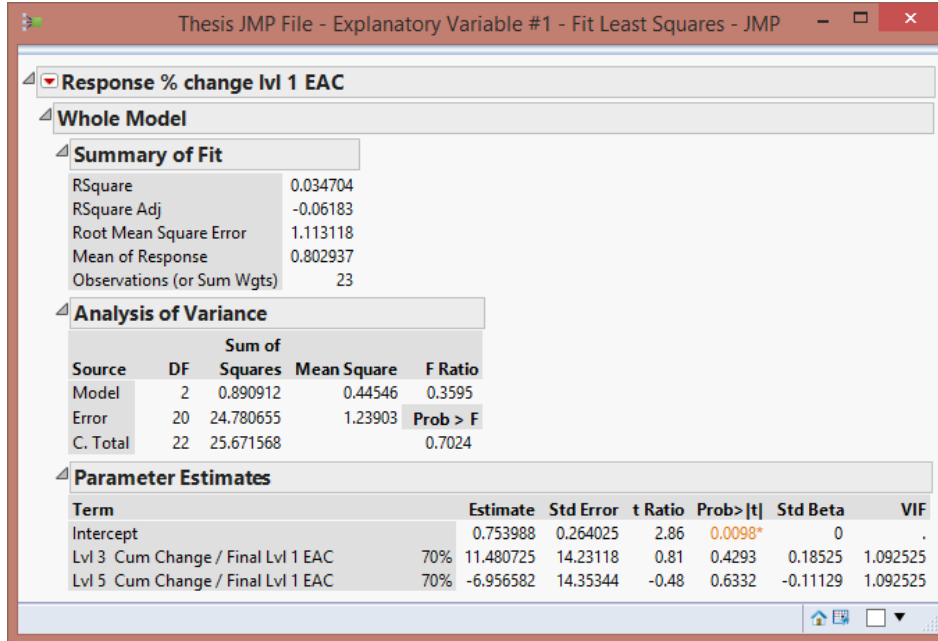 Thesis JMP File - Explanatory Variable #1 - Fit Least Squares - JMP
Response % change lvl 1 EAC
Whole Model
Summary of Fit
RSquare 0.034704
RSquare Adj -0.06183
Root Mean Square Error 1.113118
Mean of Response 0.802937
Observations (or Sum Wgts) 23
Analysis of Variance
Sum of
Source DF Squares Mean Square F Ratio
Model 2 0.890912 0.44546 0.3595
Error 20 24.780655 1.23903 Prob > F
C. Total 22 25.671568 0.7024
Parameter Estimates
Term Estimate Std Error t Ratio Prob>|t| Std Beta VIF
Intercept 0.753988 0.264025 2.86 0.0098* 0 .
Lvl 3 Cum Change / Final Lvl 1 EAC 70% 11.480725 14.23118 0.81 0.4293 0.18525 1.092525
Lvl 5 Cum Change / Final Lvl 1 EAC 70% -6.956582 14.35344 -0.48 0.6332 -0.11129 1.092525